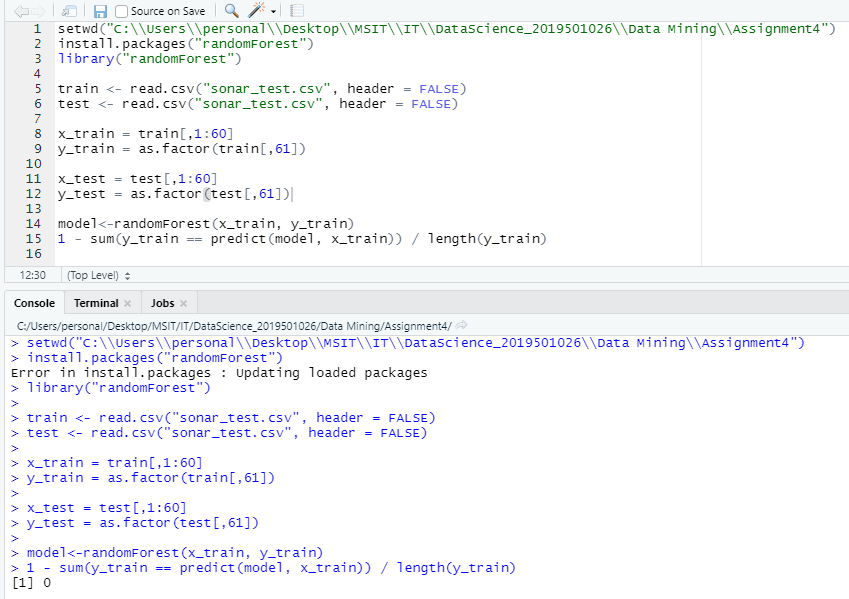 Source on Save
1 setwd("C:\\Users\\personal\\Desktop\\MSIT\\IT\\DataScience_2019501026\\Data Mining\\Assignment4")
2 install.packages("randomForest")
3 library("randomForest")
4
5 train <- read.csv("sonar_test.csv", header = FALSE)
6 test <- read.csv("sonar_test.csv", header = FALSE)
7
8 x_train = train[,1:60]
9 y_train = as.factor(train[,61])
10
11 x_test = test[,1:60]
12 y_test = as.factor(test[,61])
13
14 model<-randomForest(x_train, y_train)
15 1 - sum(y_train == predict(model, x_train)) / length(y_train)
16
12:30 (Top Level)
Console Terminal × Jobs ×
C:/Users/personal/Desktop/MSIT/IT/DataScience_2019501026/Data Mining/Assignment4/
> setwd("C:\\Users\\personal\\Desktop\\MSIT\\IT\\DataScience_2019501026\\Data Mining\\Assignment4")
> install.packages("randomForest")
Error in install.packages : Updating loaded packages
> library("randomForest")
>
> train <- read.csv("sonar_test.csv", header = FALSE)
> test <- read.csv("sonar_test.csv", header = FALSE)
>
> x_train = train[,1:60]
> y_train = as.factor(train[,61])
>
> x_test = test[,1:60]
> y_test = as.factor(test[,61])
>
> model<-randomForest(x_train, y_train)
> 1 - sum(y_train == predict(model, x_train)) / length(y_train)
[1] 0